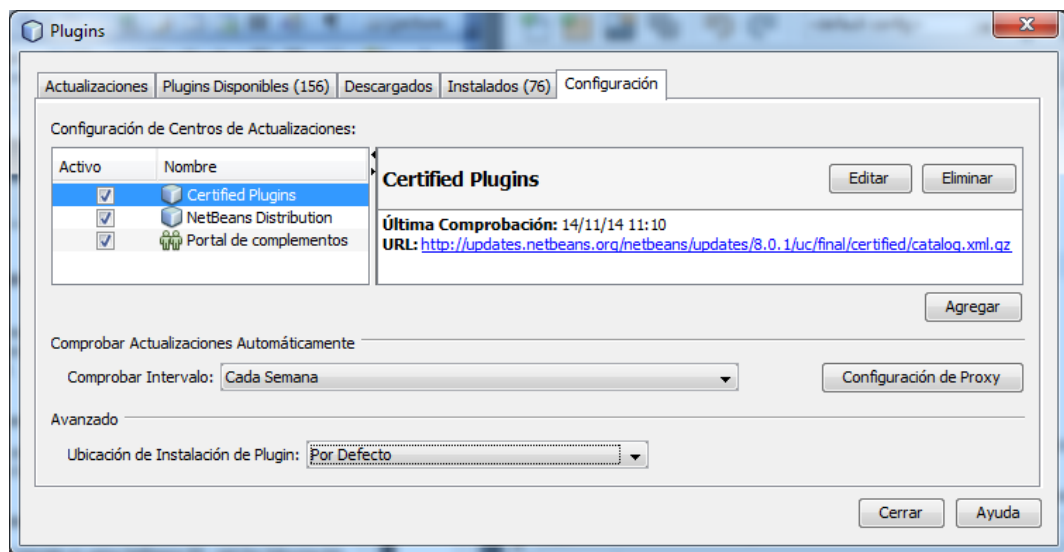 Plugins
Actualizaciones Plugins Disponibles (156) Descargados Instalados (76) Configuración
Configuración de Centros de Actualizaciones:
Activo Nombre
Certified Plugins
NetBeans Distribution
Portal de complementos
Certified Plugins Editar Eliminar
Última Comprobación: 14/11/14 11:10
URL: http://updates.netbeans.org/netbeans/updates/8.0.1/uc/final/certified/catalog.xml.gz
Agregar
Comprobar Actualizaciones Automáticamente
Comprobar Intervalo: Cada Semana Configuración de Proxy
Avanzado
Ubicación de Instalación de Plugin: Por Defecto
Cerrar Ayuda